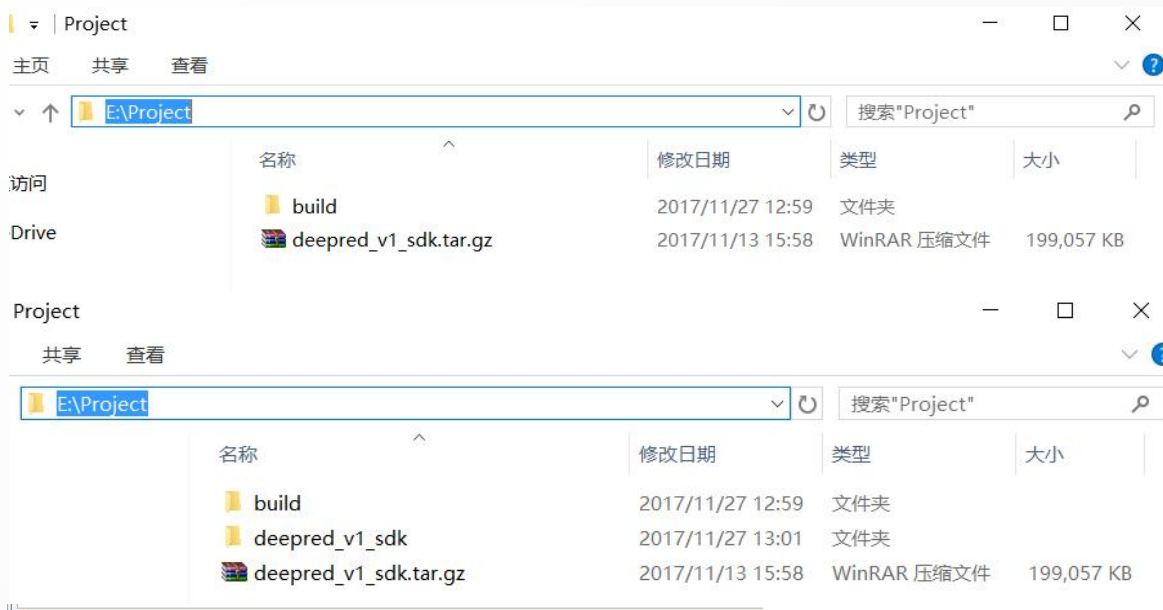 Project
主页 共享 查看
E:\Project 搜索"Project"
名称 修改日期 类型 大小
访问
build 2017/11/27 12:59 文件夹
Drive
deepred_v1_sdk.tar.gz 2017/11/13 15:58 WinRAR 压缩文件 199,057 KB
Project
共享 查看
E:\Project 搜索"Project"
名称 修改日期 类型 大小
build 2017/11/27 12:59 文件夹
deepred_v1_sdk 2017/11/27 13:01 文件夹
deepred_v1_sdk.tar.gz 2017/11/13 15:58 WinRAR 压缩文件 199,057 KB